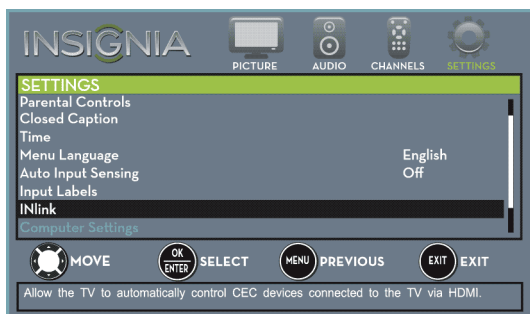 INSIGNIA
PICTURE AUDIO CHANNELS SETTINGS
SETTINGS
Parental Controls
Closed Caption
Time
Menu Language English
Auto Input Sensing Off
Input Labels
INlink
Computer Settings
MOVE OK ENTER SELECT MENU PREVIOUS EXIT EXIT
Allow the TV to automatically control CEC devices connected to the TV via HDMI.